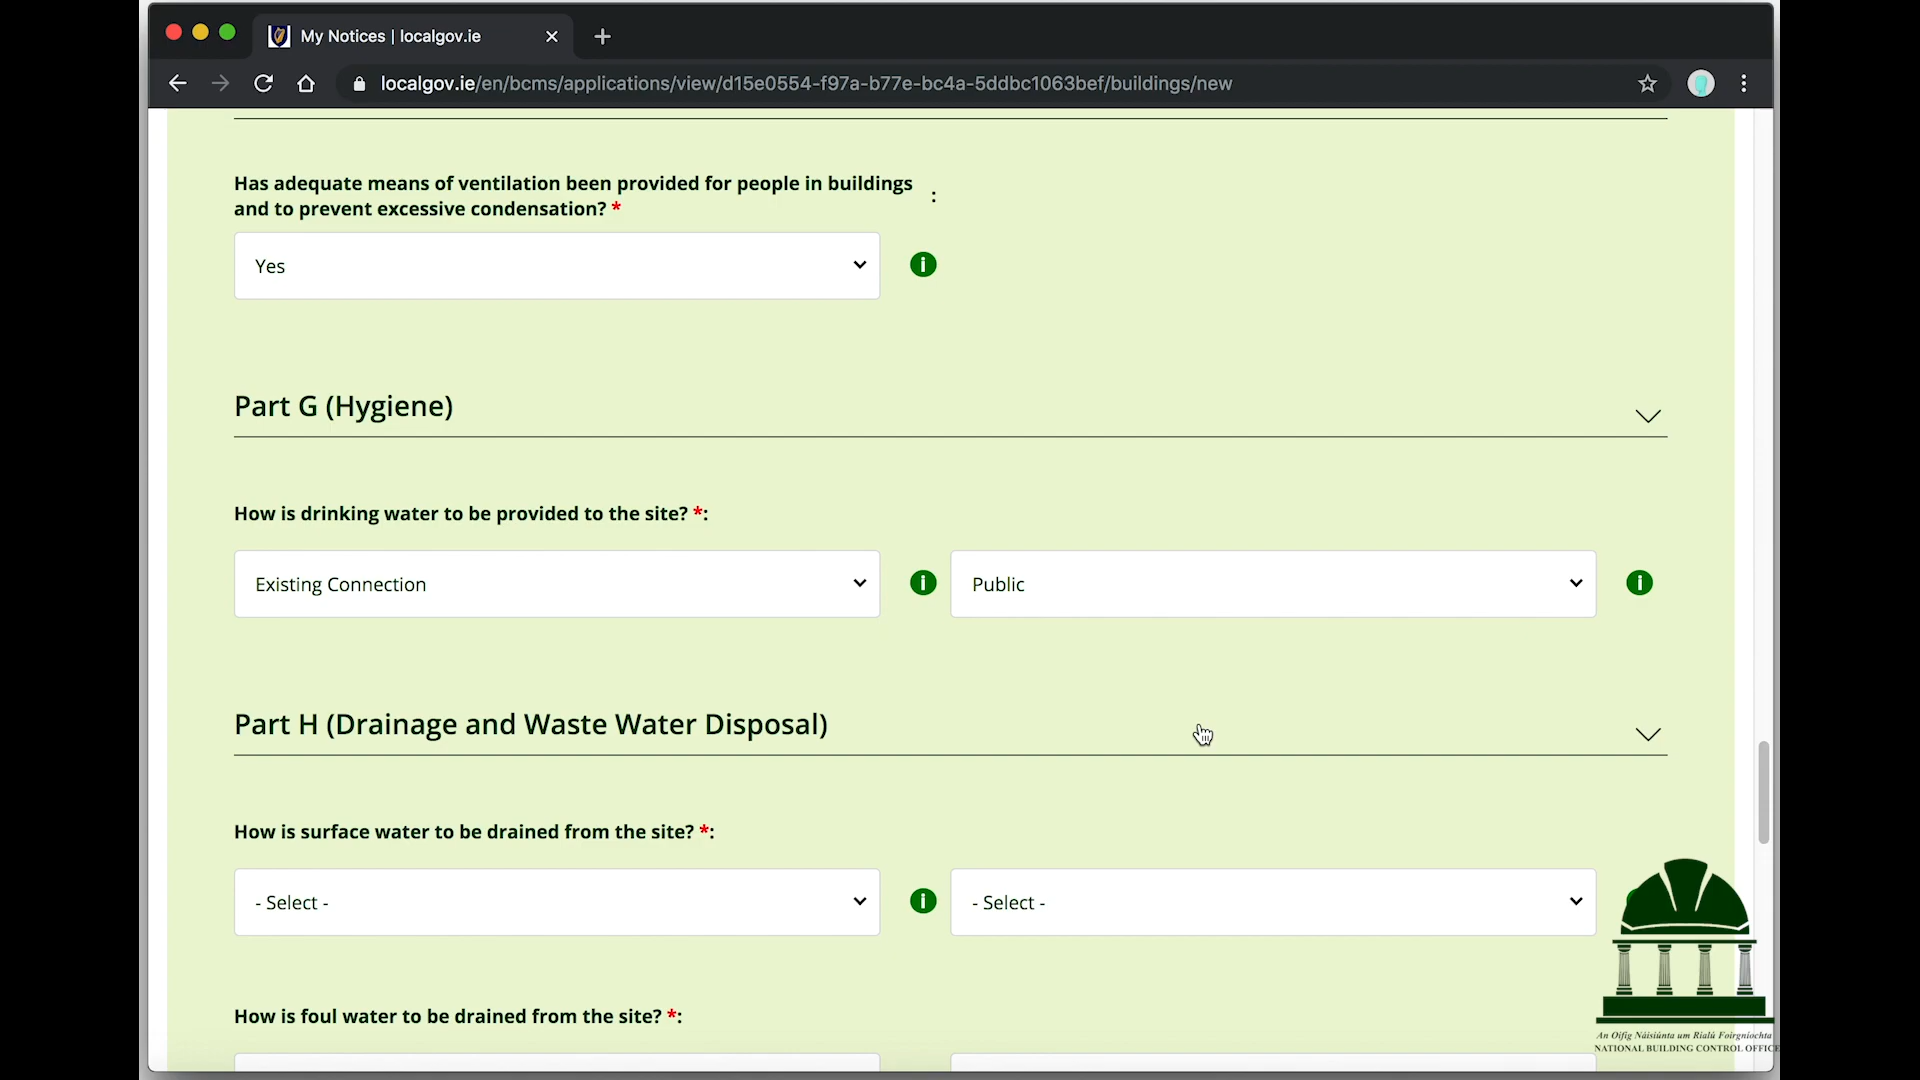 My Notices | localgov.ie
localgov.ie/en/bcms/applications/view/d15e0554-f97a-b77e-bc4a-5ddbc1063bef/buildings/new
Has adequate means of ventilation been provided for people in buildings
and to prevent excessive condensation? * :
Yes
Part G (Hygiene)
How is drinking water to be provided to the site? *:
Existing Connection
Public
Part H (Drainage and Waste Water Disposal)
How is surface water to be drained from the site? *:
- Select -
- Select -
How is foul water to be drained from the site? *:
An Oifig Náisiúnta um Rialú Foirgníochta
NATIONAL BUILDING CONTROL OFFICE